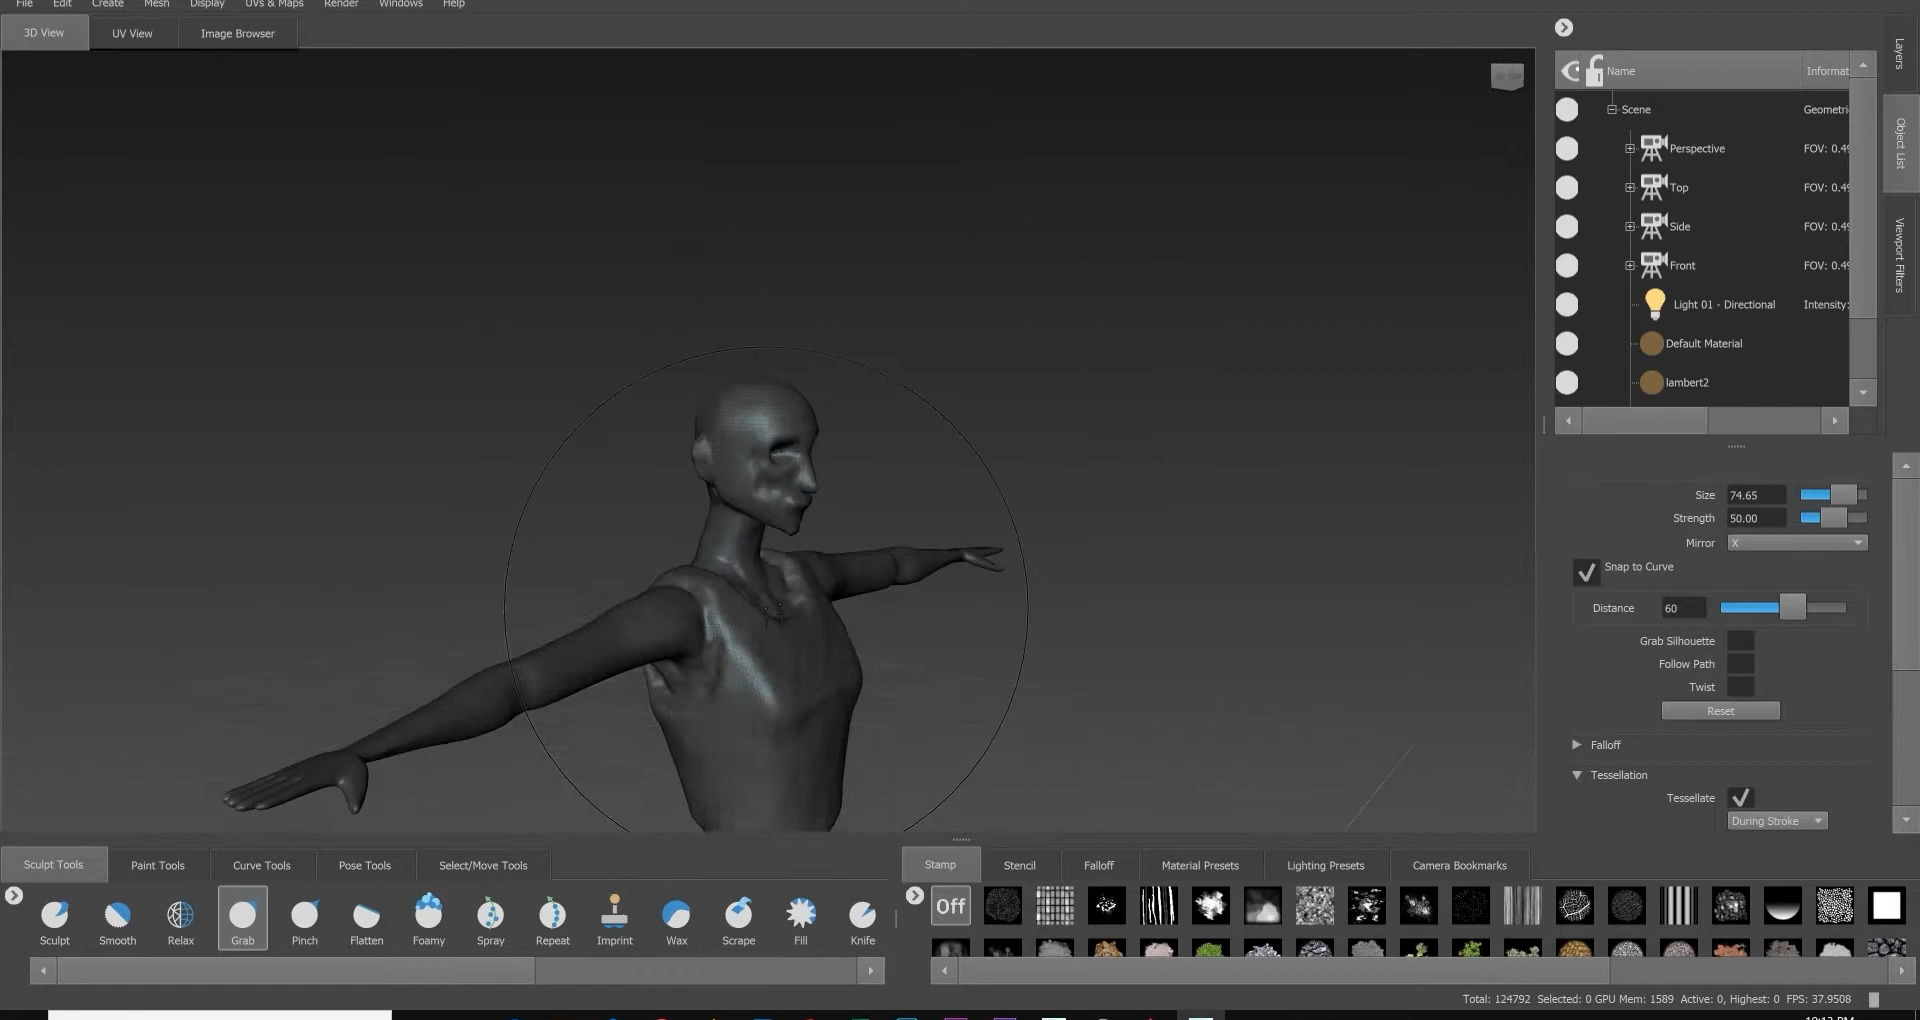 File Edit Create Mesh Display UVs & Maps Render Windows Help
3D View UV View Image Browser
Layers
Object List
Viewport Filters
Name Informat
Scene Geometri
Perspective FOV: 0.49
Top FOV: 0.49
Side FOV: 0.49
Front FOV: 0.49
Light 01 - Directional Intensity:
Default Material
lambert2
Size 74.65
Strength 50.00
Mirror X
Snap to Curve
Distance 60
Grab Silhouette
Follow Path
Twist
Reset
Falloff
Tessellation
Tessellate
During Stroke
Sculpt Tools Paint Tools Curve Tools Pose Tools Select/Move Tools
Sculpt Smooth Relax Grab Pinch Flatten Foamy Spray Repeat Imprint Wax Scrape Fill Knife
Stamp Stencil Falloff Material Presets Lighting Presets Camera Bookmarks
Off
Total: 124792 Selected: 0 GPU Mem: 1589 Active: 0, Highest: 0 FPS: 37.9508